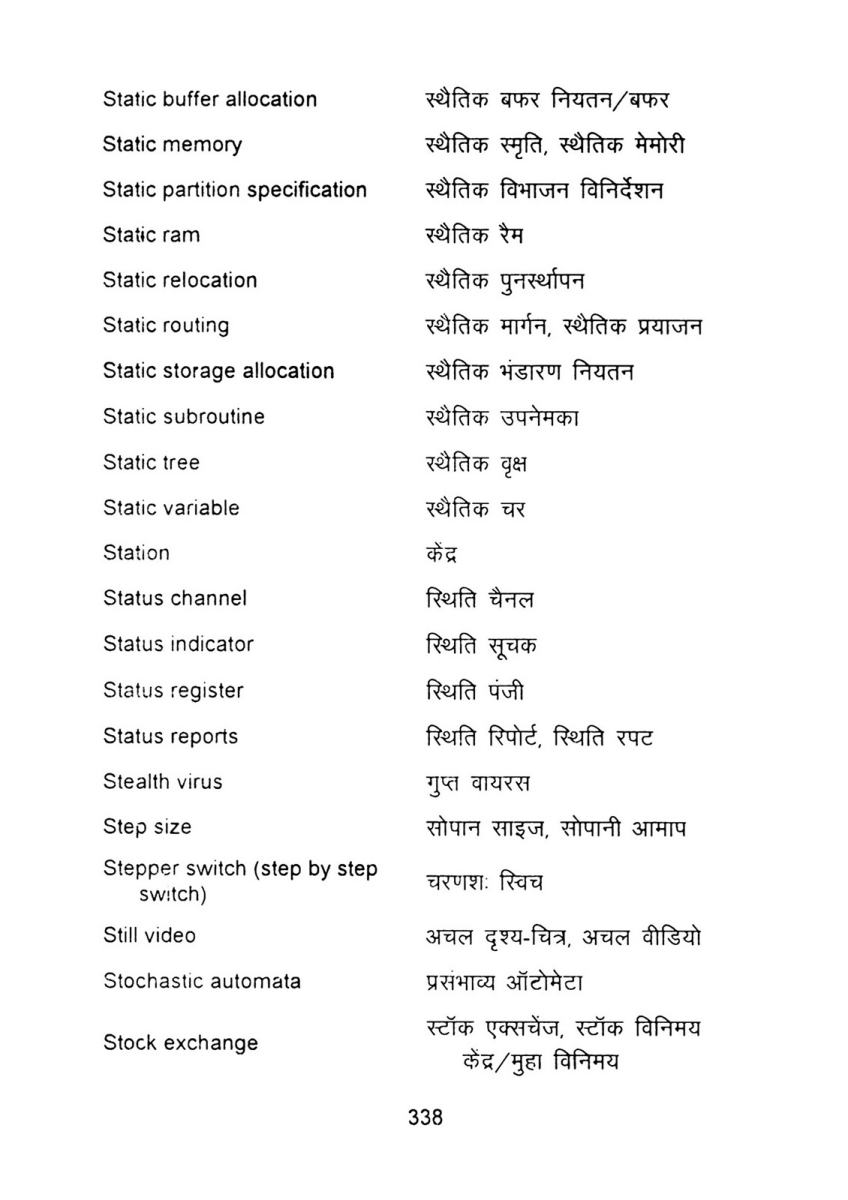 Static buffer allocation स्थैतिक बफर नियतन/बफर
Static memory स्थैतिक स्मृति, स्थैतिक मेमोरी
Static partition specification स्थैतिक विभाजन विनिर्देशन
Static ram स्थैतिक रैम
Static relocation स्थैतिक पुनर्स्थापन
Static routing स्थैतिक मार्गन, स्थैतिक प्रयाजन
Static storage allocation स्थैतिक भंडारण नियतन
Static subroutine स्थैतिक उपनेमका
Static tree स्थैतिक वृक्ष
Static variable स्थैतिक चर
Station केंद्र
Status channel स्थिति चैनल
Status indicator स्थिति सूचक
Status register स्थिति पंजी
Status reports स्थिति रिपोर्ट, स्थिति रपट
Stealth virus गुप्त वायरस
Step size सोपान साइज, सोपानी आमाप
Stepper switch (step by step
switch) चरणशः स्विच
Still video अचल दृश्य-चित्र, अचल वीडियो
Stochastic automata प्रसंभाव्य ऑटोमेटा
Stock exchange स्टॉक एक्सचेंज, स्टॉक विनिमय
केंद्र/मुहा विनिमय
338